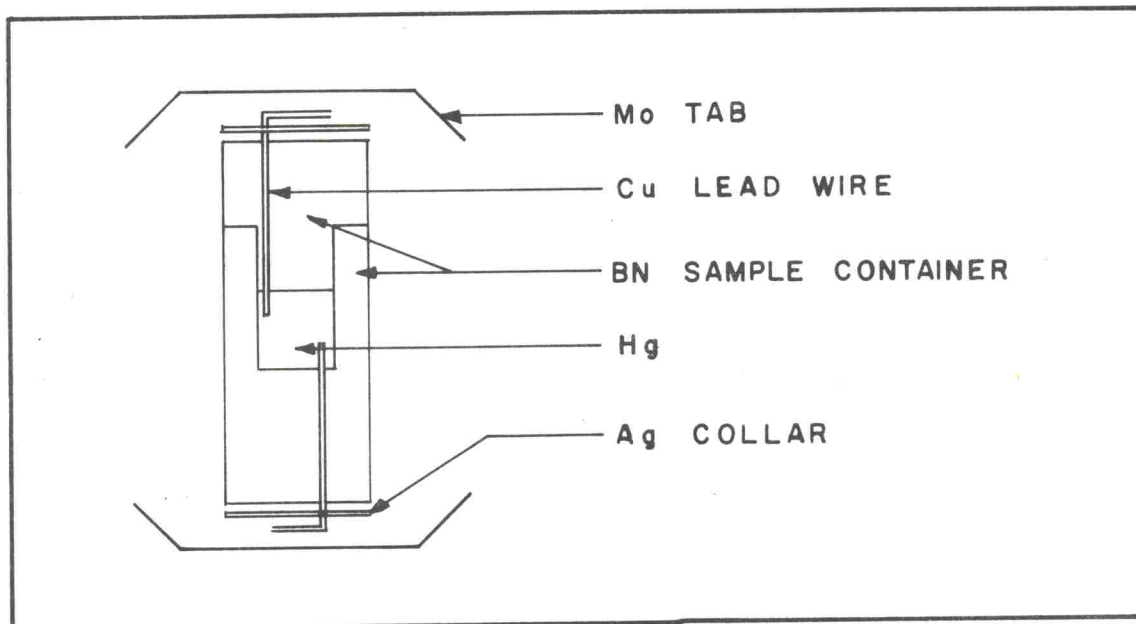 Mo TAB
Cu LEAD WIRE
BN SAMPLE CONTAINER
Hg
Ag COLLAR